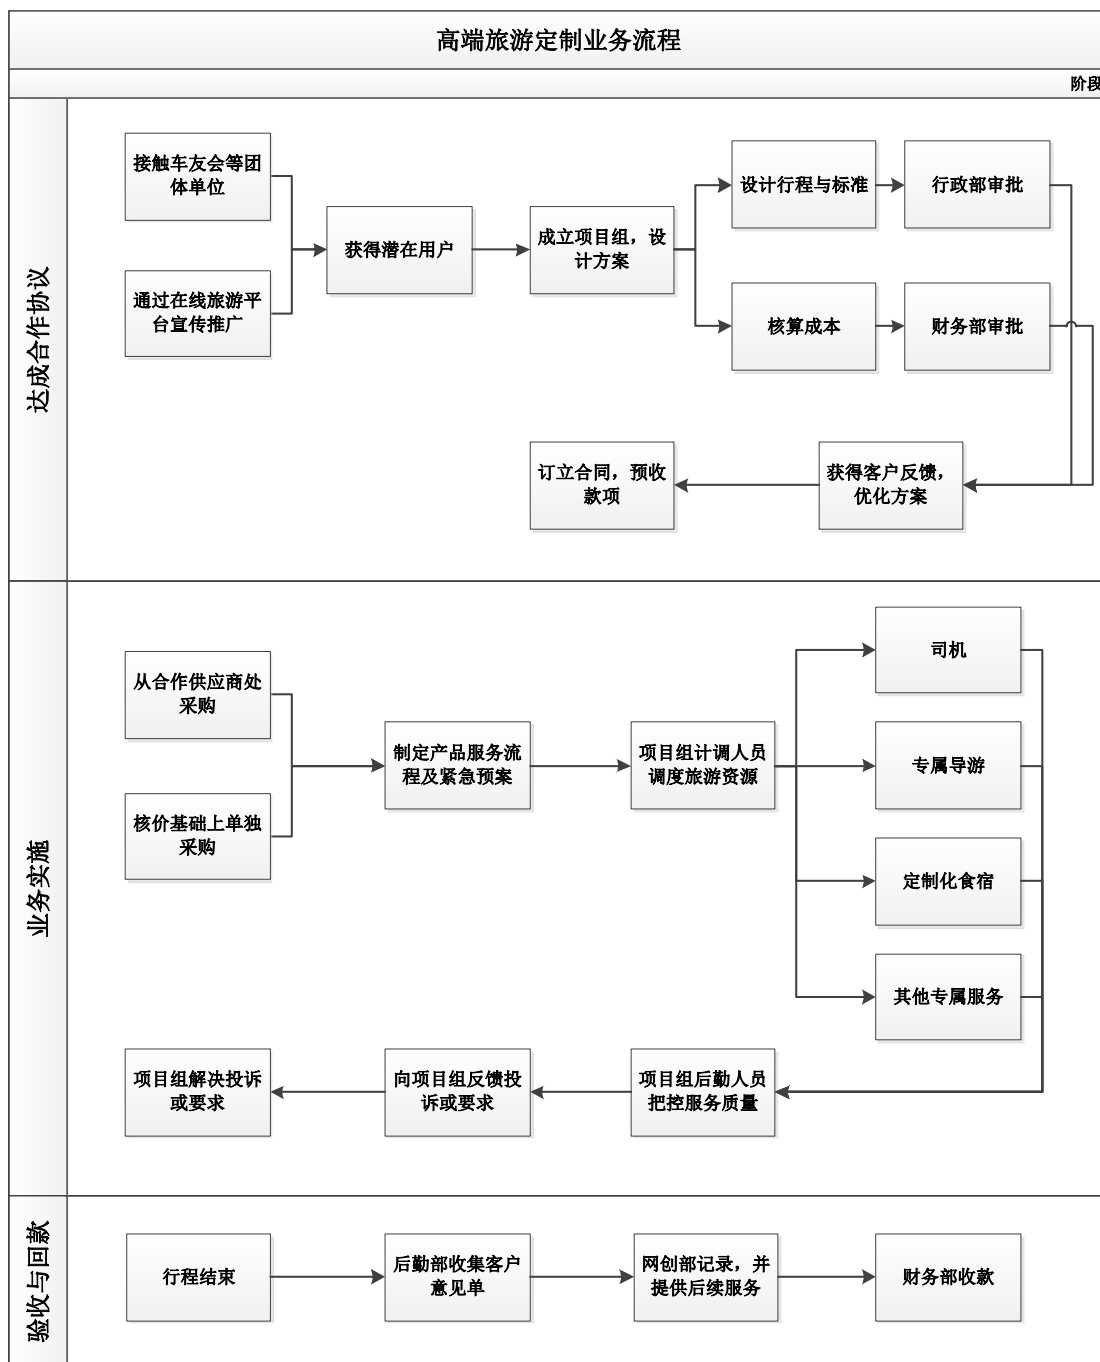 高端旅游定制业务流程
阶段
达成合作协议
接触车友会等团
体单位
通过在线旅游平
台宣传推广
获得潜在用户
成立项目组，设
计方案
设计行程与标准
行政部审批
核算成本
财务部审批
获得客户反馈，
优化方案
订立合同，预收
款项
业务实施
从合作供应商处
采购
核价基础上单独
采购
制定产品服务流
程及紧急预案
项目组计调人员
调度旅游资源
司机
专属导游
定制化食宿
其他专属服务
项目组后勤人员
把控服务质量
向项目组反馈投
诉或要求
项目组解决投诉
或要求
验收与回款
行程结束
后勤部收集客户
意见单
网创部记录，并
提供后续服务
财务部收款